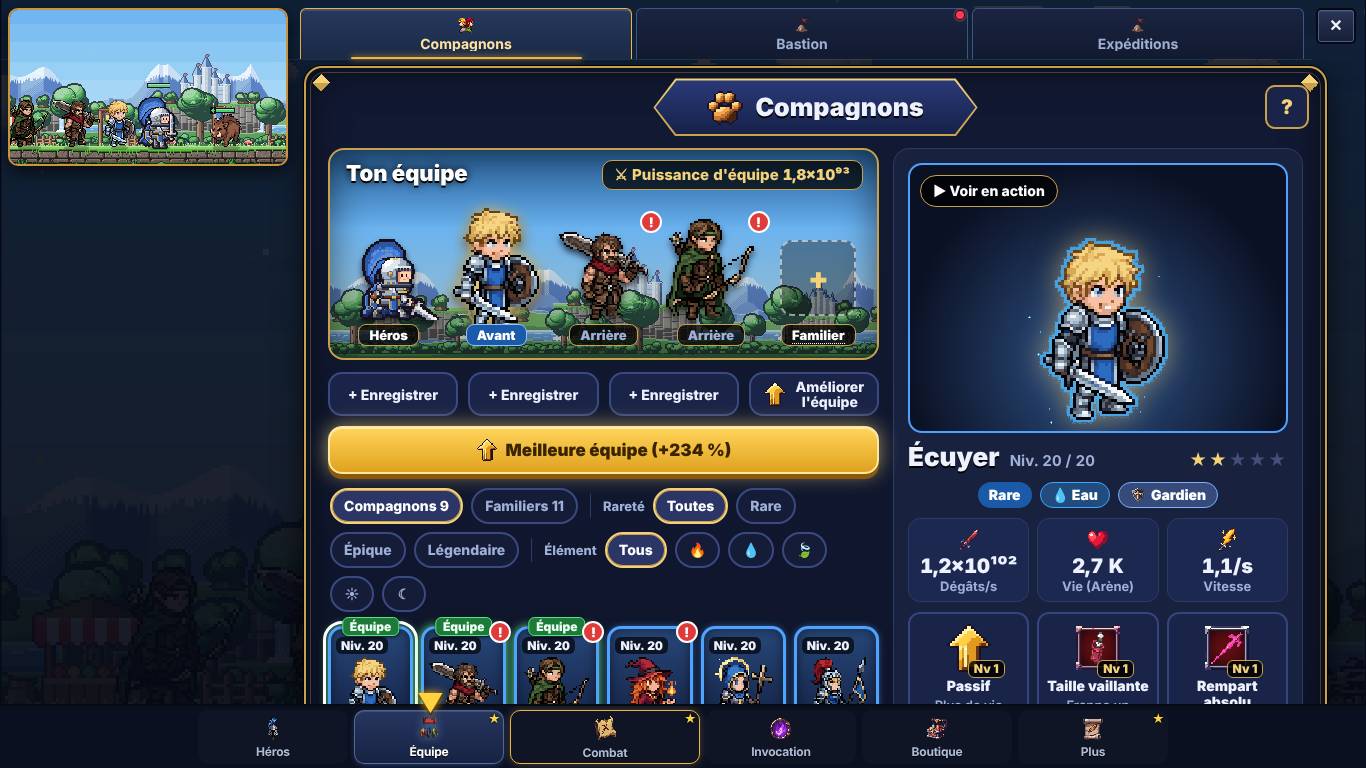 Compagnons
Bastion
Expéditions
×
Compagnons
?
Ton équipe
Puissance d'équipe 1,8×10⁹³
!
!
+
Héros
Avant
Arrière
Arrière
Familier
+ Enregistrer
+ Enregistrer
+ Enregistrer
Améliorer
l'équipe
Meilleure équipe (+234 %)
Compagnons 9
Familiers 11
Rareté
Toutes
Rare
Épique
Légendaire
Élément
Tous
Équipe
Équipe
Équipe
!
!
!
Niv. 20
Niv. 20
Niv. 20
Niv. 20
Niv. 20
Niv. 20
▶ Voir en action
Écuyer Niv. 20 / 20
Rare
Eau
Gardien
1,2×10¹⁰²
Dégâts/s
2,7 K
Vie (Arène)
1,1/s
Vitesse
Nv 1
Passif
Nv 1
Taille vaillante
Nv 1
Rempart
absolu
Héros
Équipe
Combat
Invocation
Boutique
Plus